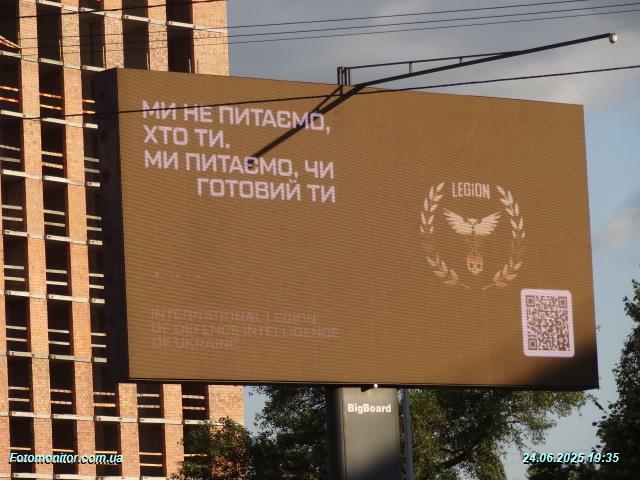 МИ НЕ ПИТАЄМО,
ХТО ТИ.
МИ ПИТАЄМО, ЧИ
ГОТОВИЙ ТИ
LEGION
INTERNATIONAL LEGION
OF DEFENCE INTELLIGENCE
OF UKRAINE
BigBoard
Fotomonitor.com.ua
24.06.2025 19:35